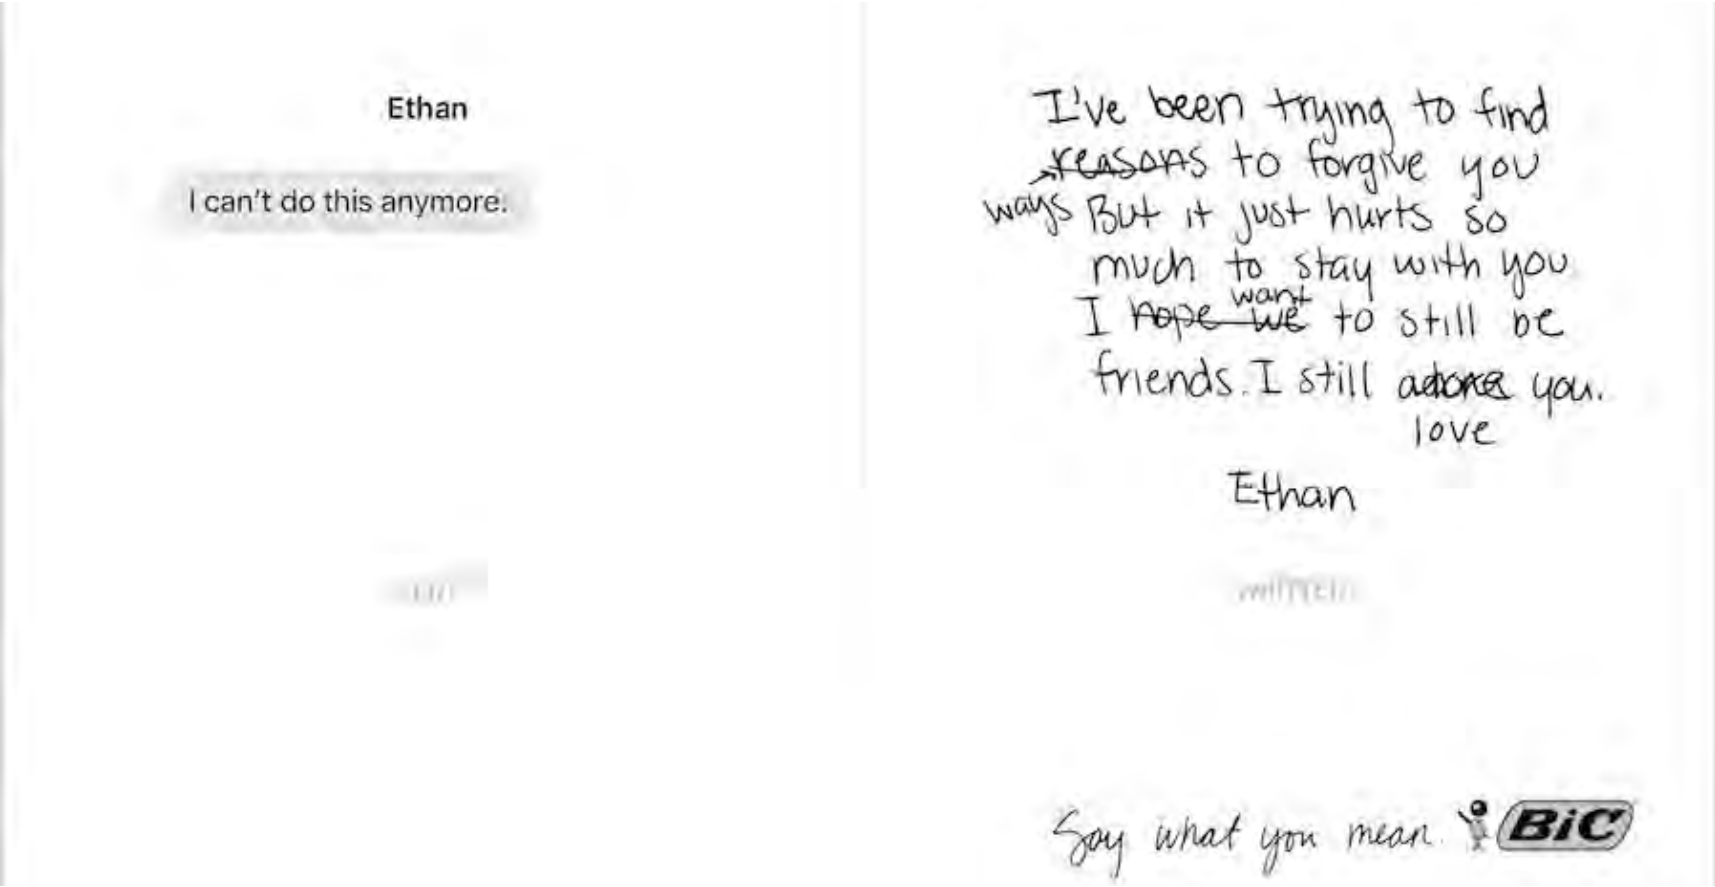 Ethan
I can't do this anymore.
I've been trying to find
reasons to forgive you
ways But it just hurts so
much to stay with you
want
I hope we to still be
friends. I still adore you.
love
Ethan
Say what you mean. BiC